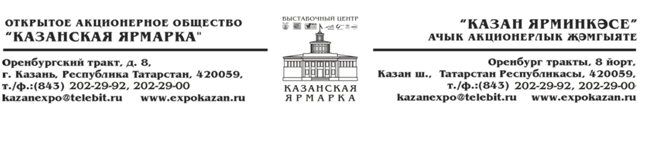 ОТКРЫТОЕ АКЦИОНЕРНОЕ ОБЩЕСТВО
“КАЗАНСКАЯ ЯРМАРКА"
Оренбургский тракт, д. 8,
г. Казань, Республика Татарстан, 420059,
т./ф.:(843) 202-29-92, 202-29-00
kazanexpo@telebit.ru www.expokazan.ru
ВЫСТАВОЧНЫЙ ЦЕНТР
КАЗАНСКАЯ
ЯРМАРКА
“КАЗАН ЯРМИНКӘСЕ”
АЧЫК АКЦИОНЕРЛЫК ҖӘМГЫЯТЕ
Оренбург тракты, 8 йорт,
Казан ш., Татарстан Республикасы, 420059,
т./ф.:(843) 202-29-92, 202-29-00
kazanexpo@telebit.ru www.expokazan.ru